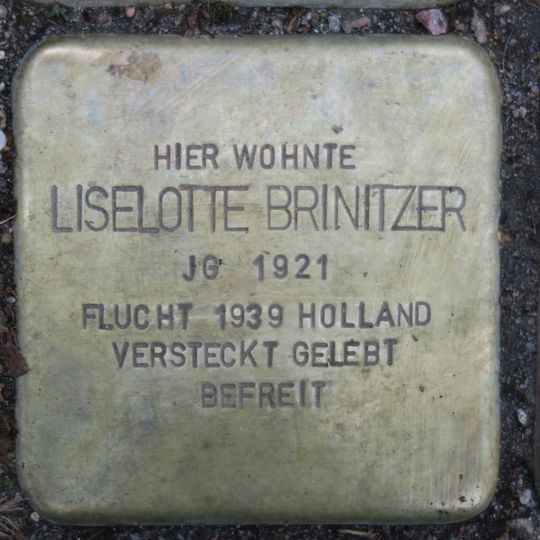 HIER WOHNTE
LISELOTTE BRINITZER
JG 1921
FLUCHT 1939 HOLLAND
VERSTECKT GELEBT
BEFREIT